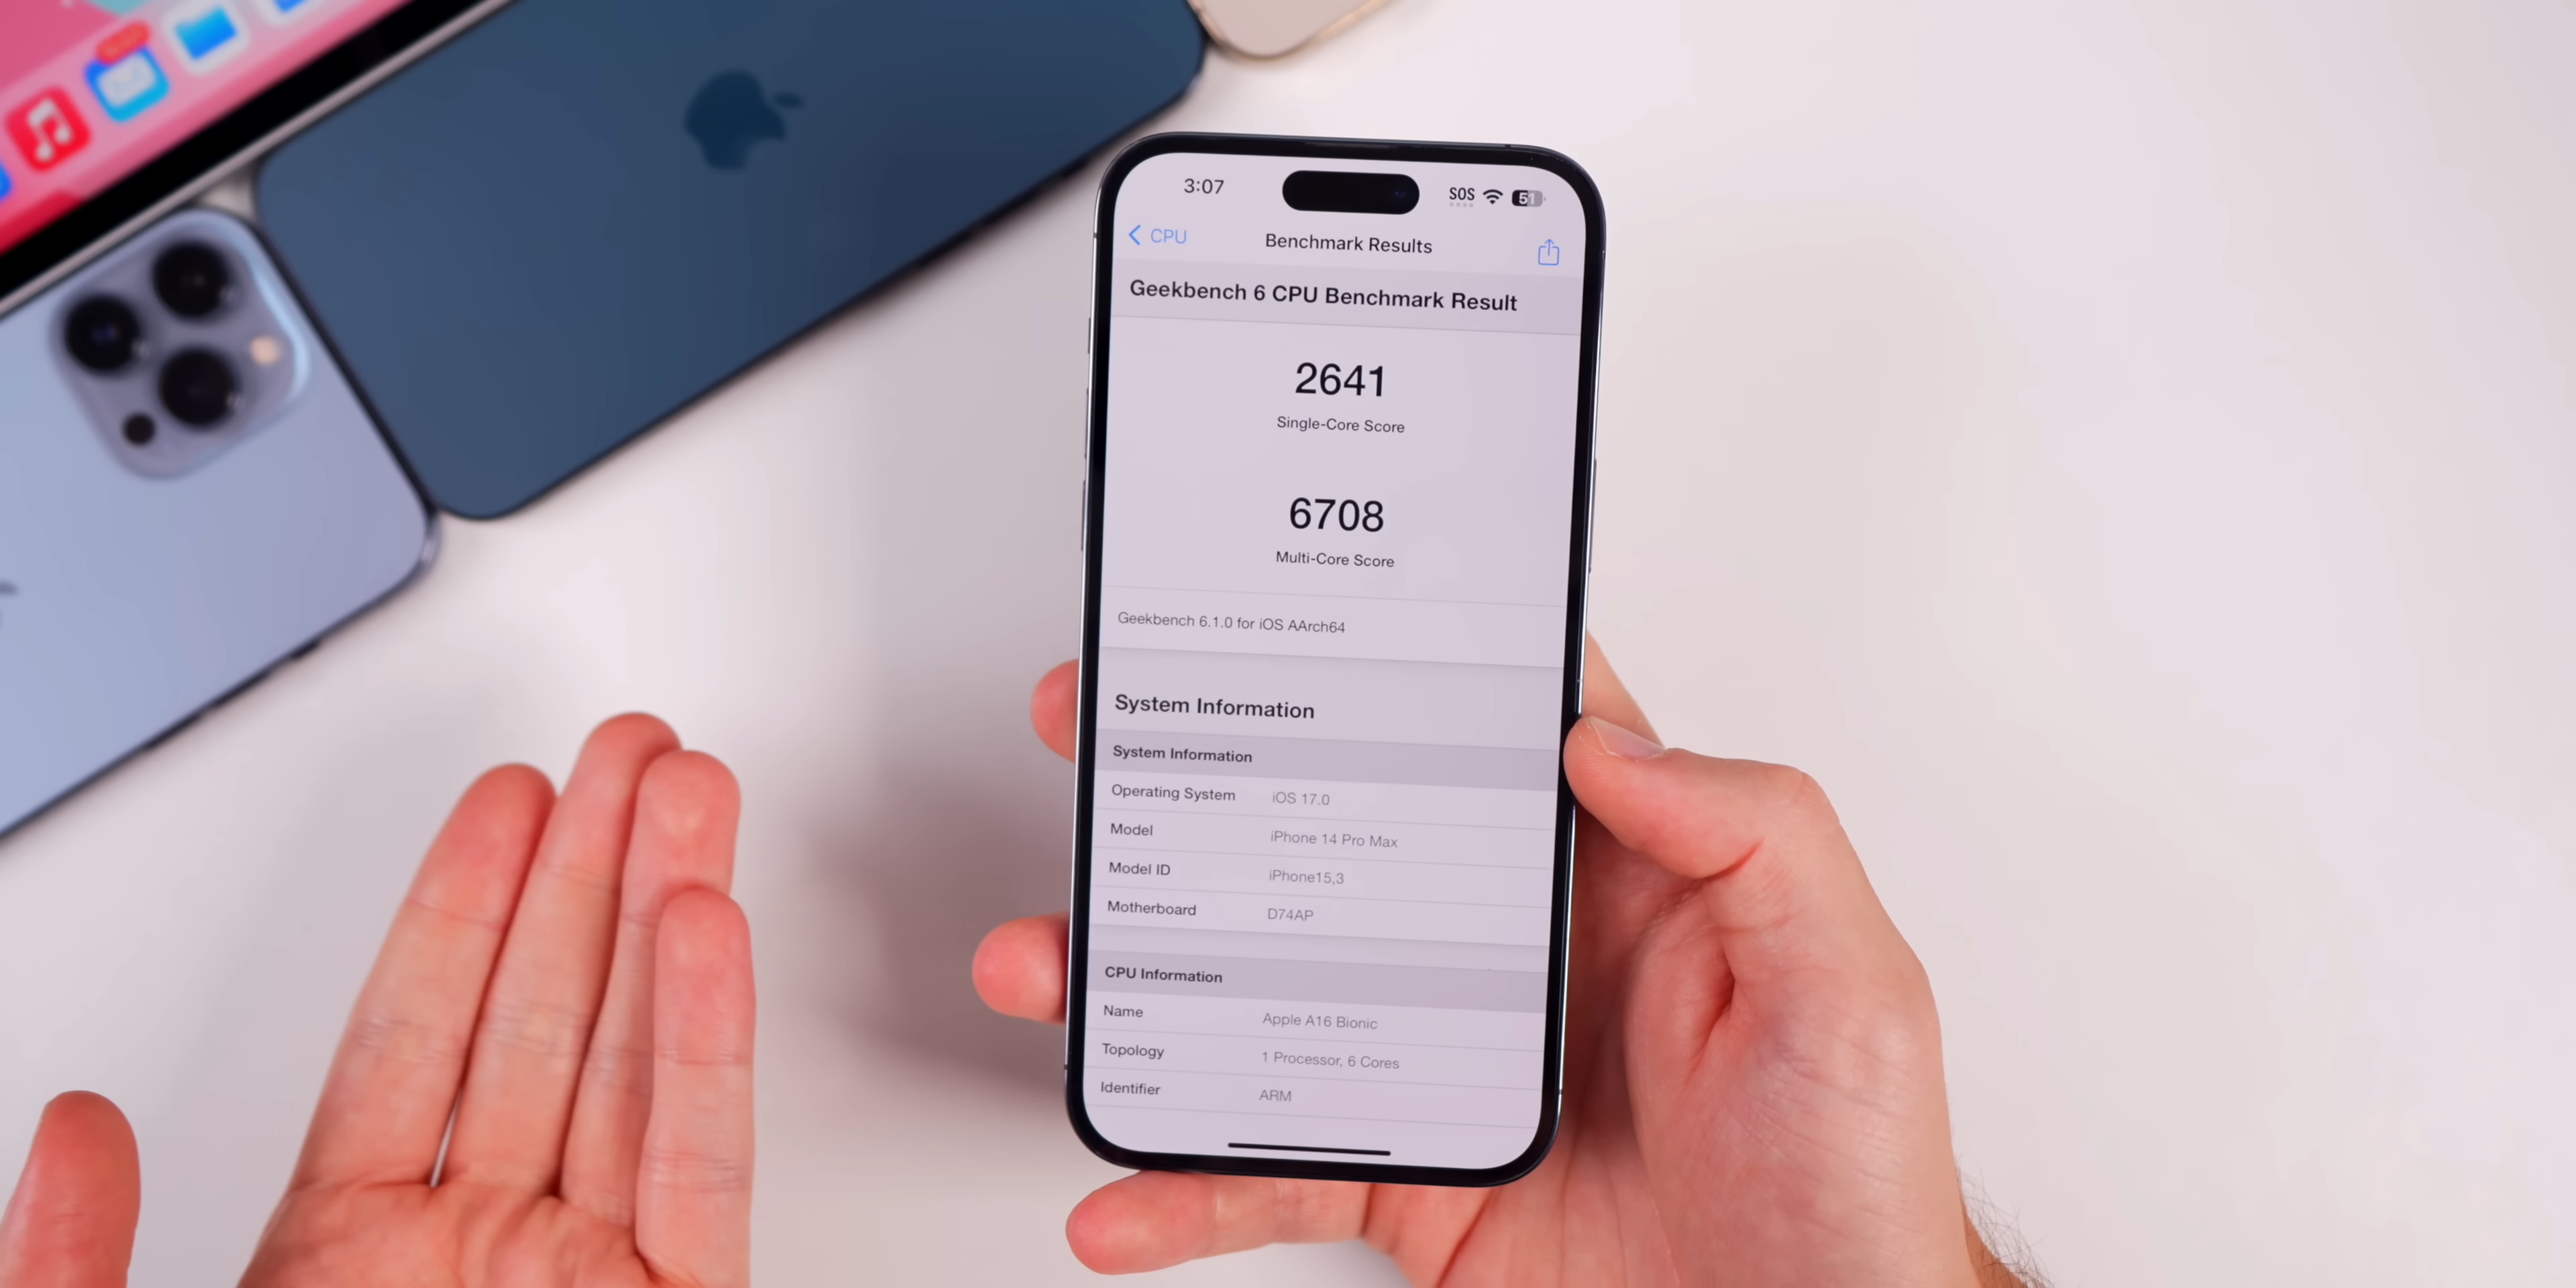 3:07
SOS
51
CPU
Benchmark Results
Geekbench 6 CPU Benchmark Result
2641
Single-Core Score
6708
Multi-Core Score
Geekbench 6.1.0 for iOS AArch64
System Information
System Information
Operating System iOS 17.0
Model iPhone 14 Pro Max
Model ID iPhone15,3
Motherboard D74AP
CPU Information
Name Apple A16 Bionic
Topology 1 Processor, 6 Cores
Identifier ARM